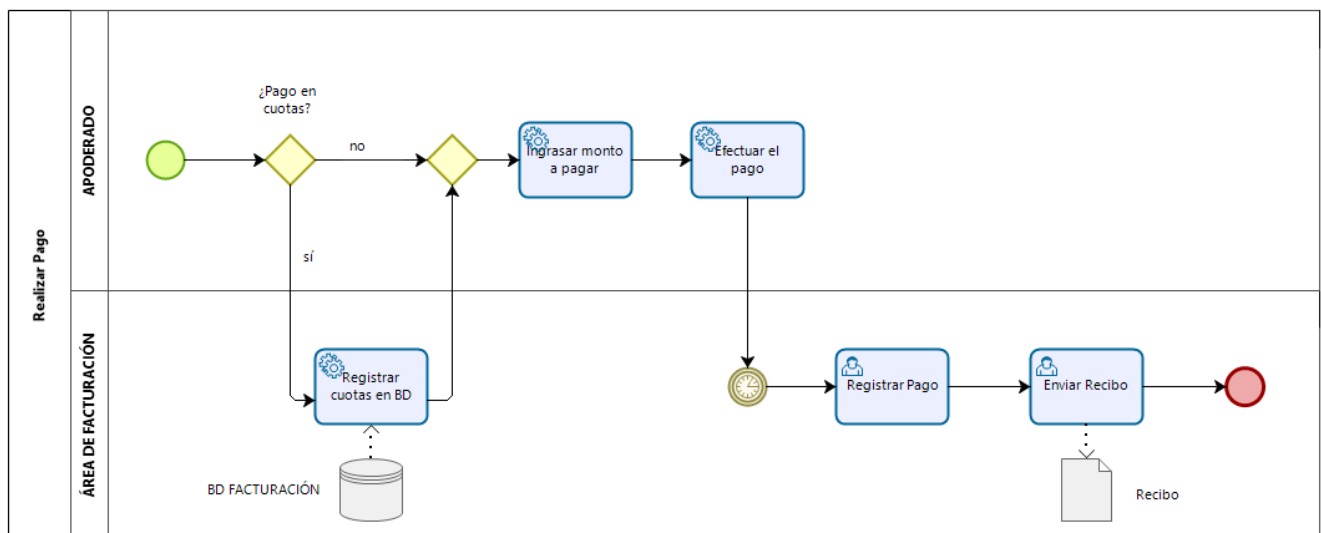 Realizar Pago
APODERADO
¿Pago en
cuotas?
no
sí
Ingrasar monto
a pagar
Efectuar el
pago
ÁREA DE FACTURACIÓN
Registrar
cuotas en BD
BD FACTURACIÓN
Registrar Pago
Enviar Recibo
Recibo